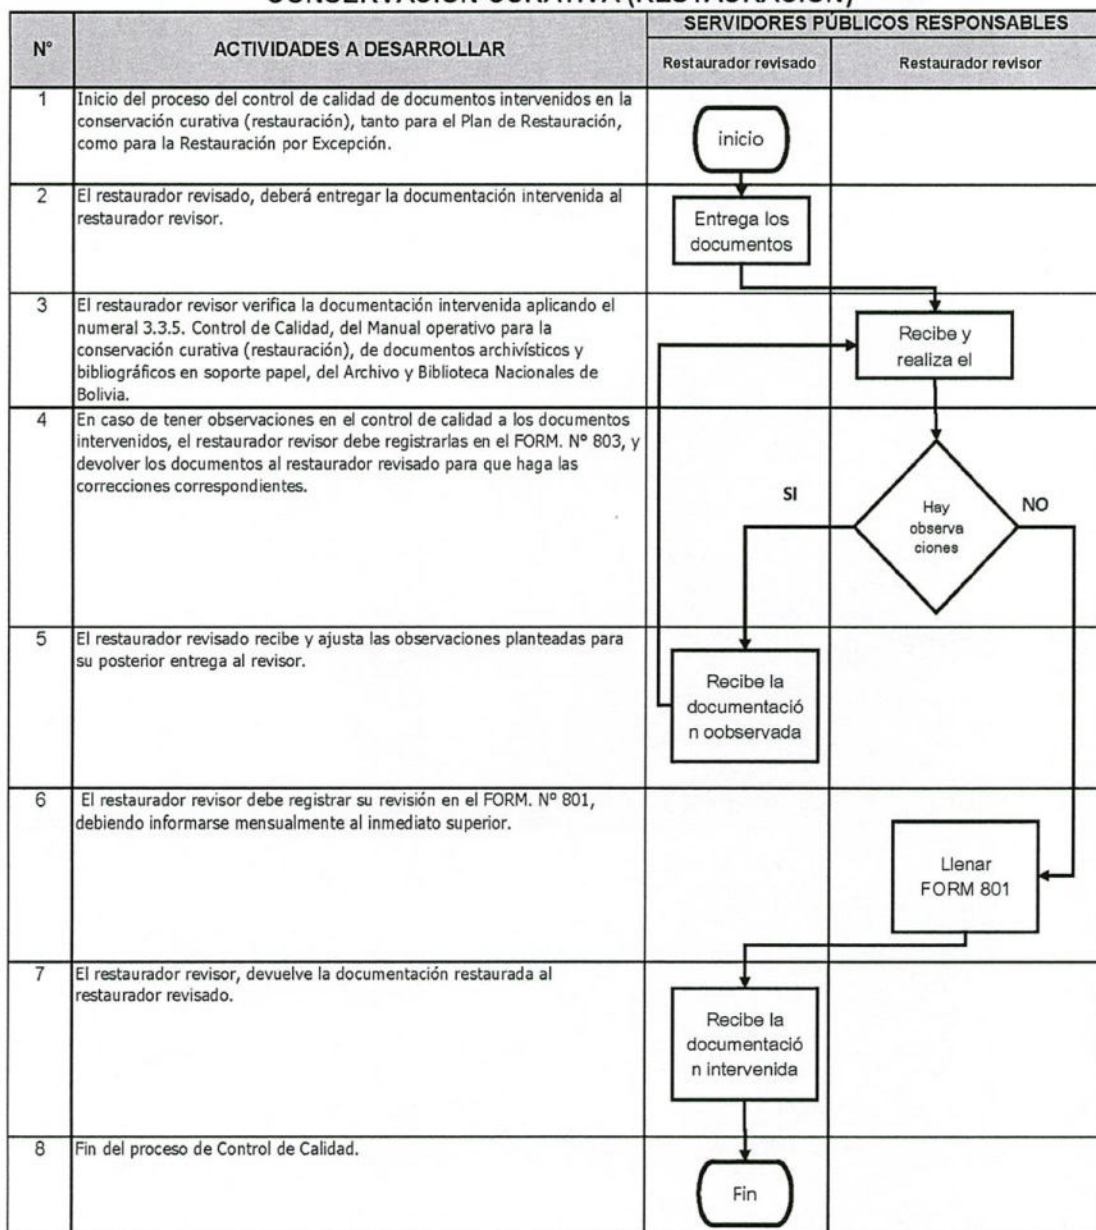 CONSERVACIÓN CURATIVA (RESTAURACIÓN)
N°
ACTIVIDADES A DESARROLLAR
SERVIDORES PÚBLICOS RESPONSABLES
Restaurador revisado
Restaurador revisor
1
Inicio del proceso del control de calidad de documentos intervenidos en la
conservación curativa (restauración), tanto para el Plan de Restauración,
como para la Restauración por Excepción.
inicio
2
El restaurador revisado, deberá entregar la documentación intervenida al
restaurador revisor.
Entrega los
documentos
3
El restaurador revisor verifica la documentación intervenida aplicando el
numeral 3.3.5. Control de Calidad, del Manual operativo para la
conservación curativa (restauración), de documentos archivísticos y
bibliográficos en soporte papel, del Archivo y Biblioteca Nacionales de
Bolivia.
Recibe y
realiza el
4
En caso de tener observaciones en el control de calidad a los documentos
intervenidos, el restaurador revisor debe registrarlas en el FORM. Nº 803, y
devolver los documentos al restaurador revisado para que haga las
correcciones correspondientes.
SI
Hay
observa
ciones
NO
5
El restaurador revisado recibe y ajusta las observaciones planteadas para
su posterior entrega al revisor.
Recibe la
documentació
n oobservada
6
El restaurador revisor debe registrar su revisión en el FORM. Nº 801,
debiendo informarse mensualmente al inmediato superior.
Llenar
FORM 801
7
El restaurador revisor, devuelve la documentación restaurada al
restaurador revisado.
Recibe la
documentació
n intervenida
8
Fin del proceso de Control de Calidad.
Fin